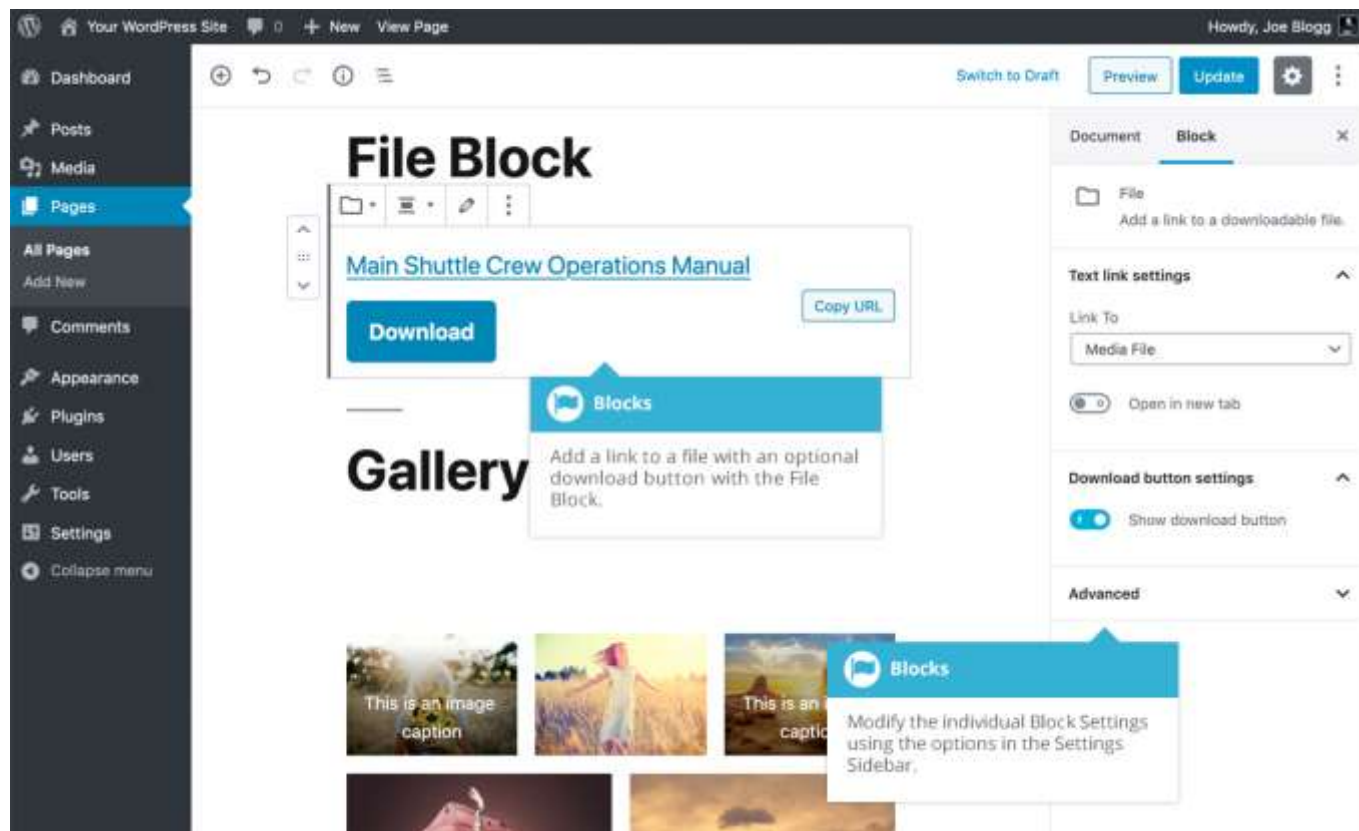 Your WordPress Site 0 New View Page Howdy, Joe Blogg
Dashboard
Posts
Media
Pages
All Pages
Add New
Comments
Appearance
Plugins
Users
Tools
Settings
Collapse menu
Switch to Draft Preview Update
File Block
Main Shuttle Crew Operations Manual
Copy URL
Download
Blocks
Add a link to a file with an optional
download button with the File
Block.
Gallery
This is an image
caption
This is an
captio
Document Block
File
Add a link to a downloadable file.
Text link settings
Link To
Media File
Open in new tab
Download button settings
Show download button
Advanced
Blocks
Modify the individual Block Settings
using the options in the Settings
Sidebar.